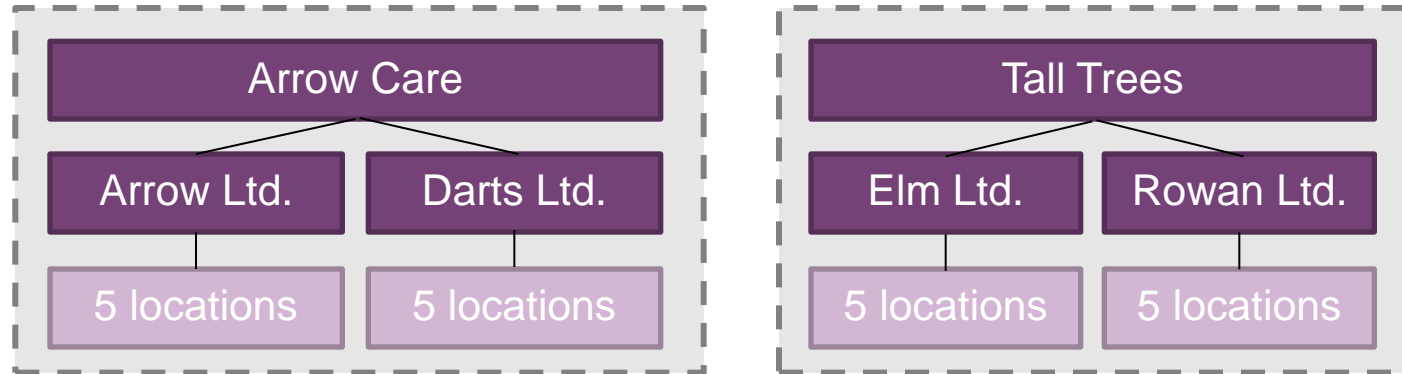 Arrow Care
Arrow Ltd.
Darts Ltd.
5 locations
5 locations
Tall Trees
Elm Ltd.
Rowan Ltd.
5 locations
5 locations